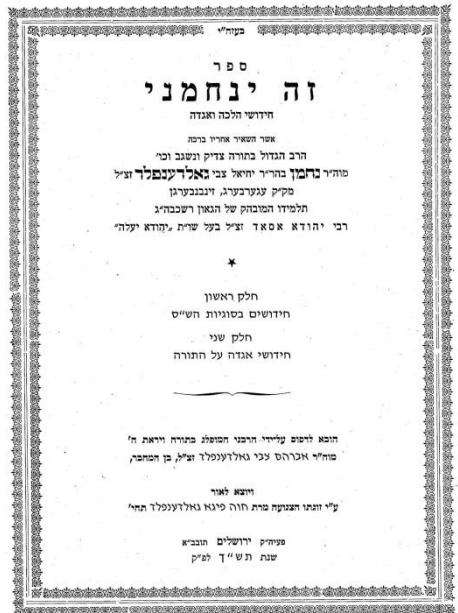 בעזה״י
ספר
זה ינחמני
חידושי הלכה ואגדה
אשר השאיר אחריו ברכה
הרב הגדול בתורה צדיק ונשגב וכו׳
מוה״ר נחמן בהר״ר יחיאל צבי גאלדענפלד זצ״ל
מק״ק עגערבערג, זינבנבערגן
תלמידו המובהק של הגאון רשכבה״ג
רבי יהודא אסאד זצ״ל בעל שו״ת „יהודא יעלה״
חלק ראשון
חידושים בסוגיות הש״ס
חלק שני
חידושי אגדה על התורה
הובא לדפוס על⁠ידי הרבני המופלג בתורה ויראת ה׳
מוה״ר אברהם צבי גאלדענפלד זצ״ל, בן המחבר,
ויוצא לאור
ע״י זוגתו הצנועה מרת חוה פיגא גאלדענפלד תחי׳
פעיה״ק ירושלים תובב״א
שנת תש״ך לפ״ק